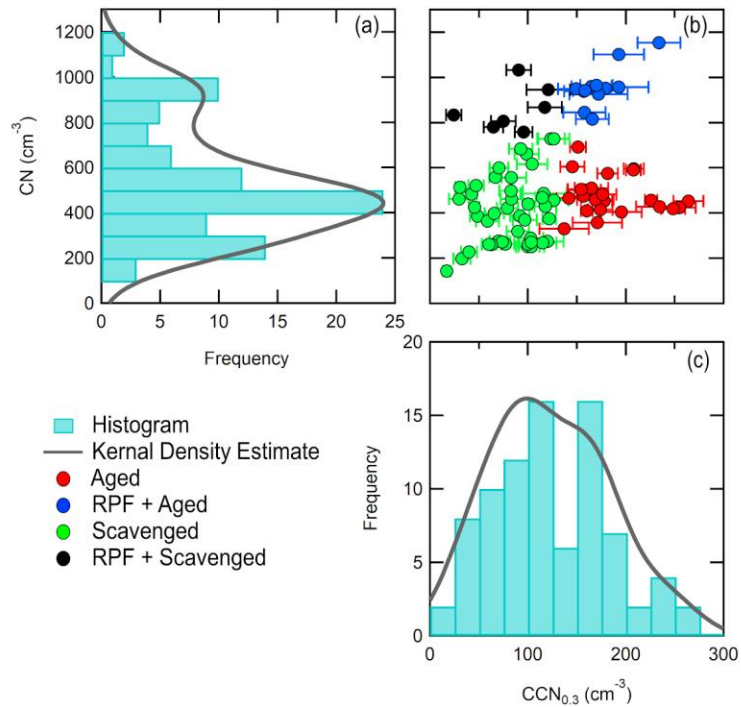 (a)
1200
1000
800
600
400
200
0
CN (cm⁻³)
0 5 10 15 20 25
Frequency
(b)
Histogram
Kernal Density Estimate
Aged
RPF + Aged
Scavenged
RPF + Scavenged
(c)
20
15
10
5
0
Frequency
0 100 200 300
CCN₀.₃ (cm⁻³)